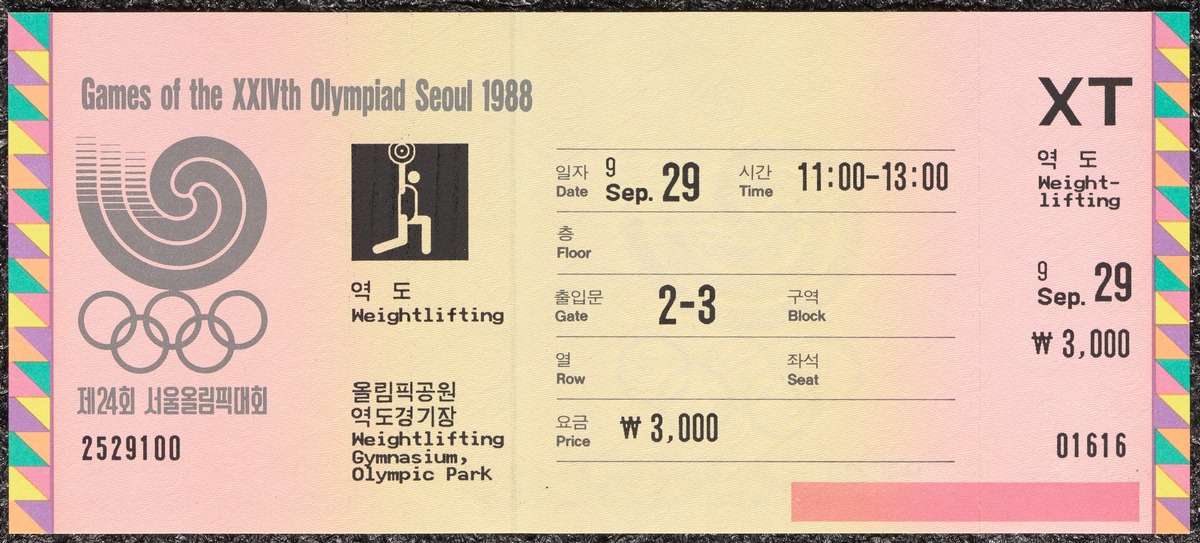 Games of the XXIVth Olympiad Seoul 1988
제24회 서울올림픽대회
2529100
역 도
Weightlifting
올림픽공원
역도경기장
Weightlifting
Gymnasium,
Olympic Park
일자 9 시간 11:00-13:00
Date Sep. 29 Time
층
Floor
출입문 2-3 구역
Gate Block
열 좌석
Row Seat
요금 ₩ 3,000
Price
XT
역 도
Weight-
lifting
9
Sep. 29
₩ 3,000
01616